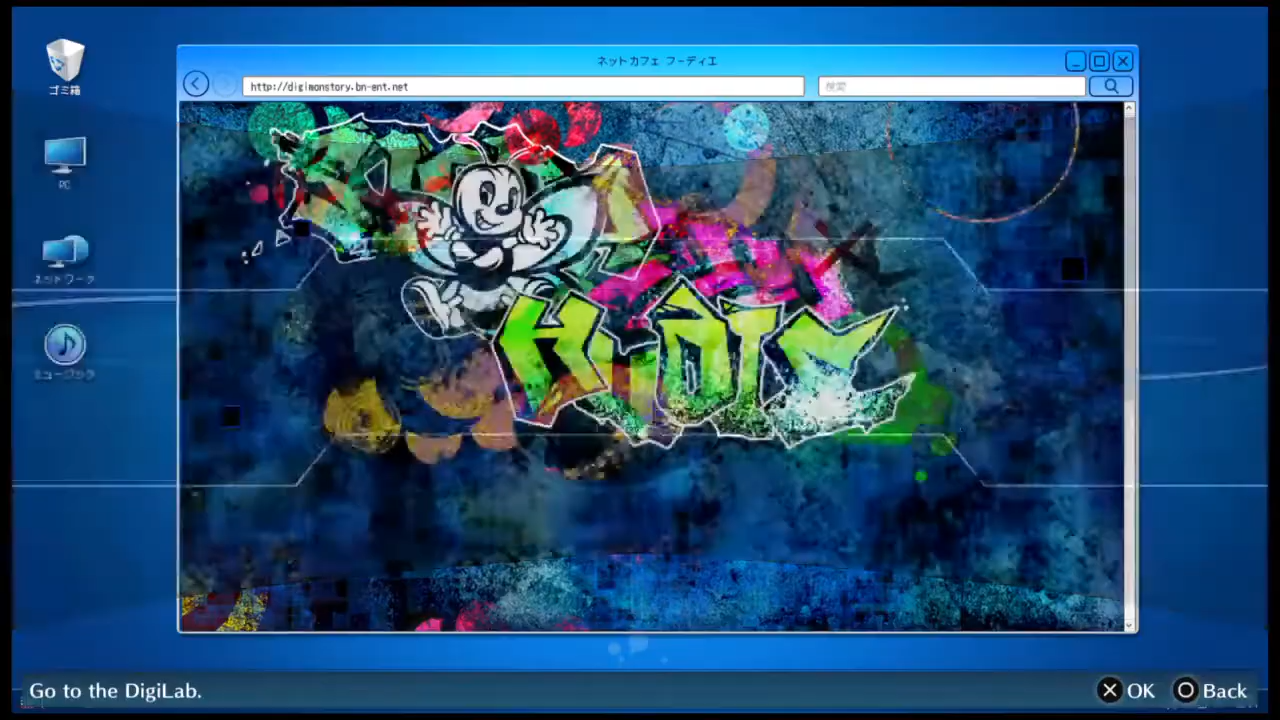 ネットカフェ フーディエ
http://digimonstory.bn-ent.net
検索
ゴミ箱
PC
ネットワーク
ミュージック
Go to the DigiLab.
OK
Back